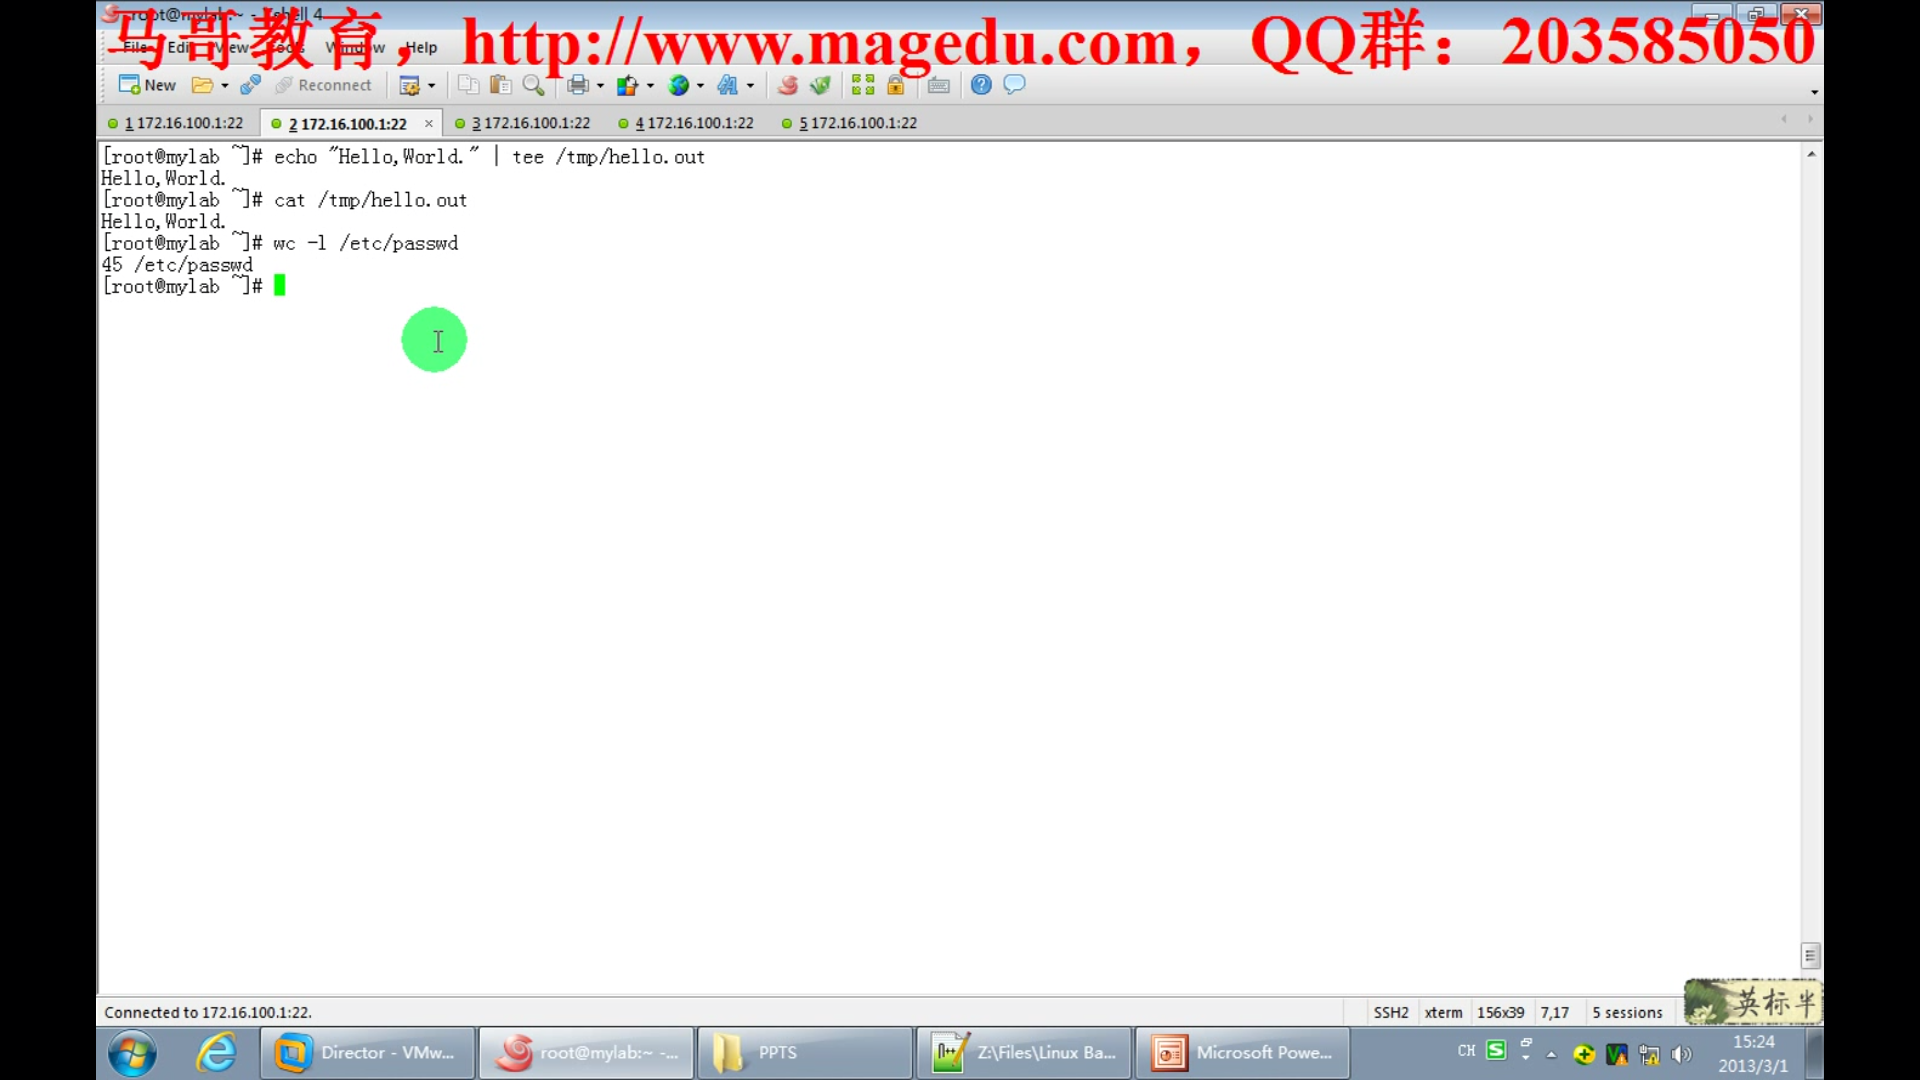 root@mylab:~ - Xshell 4
马哥教育，http://www.magedu.com，QQ群：203585050
File Edit View Tools Window Help
New Reconnect
1 172.16.100.1:22 2 172.16.100.1:22 × 3 172.16.100.1:22 4 172.16.100.1:22 5 172.16.100.1:22
[root@mylab ~]# echo "Hello,World." | tee /tmp/hello.out
Hello,World.
[root@mylab ~]# cat /tmp/hello.out
Hello,World.
[root@mylab ~]# wc -l /etc/passwd
45 /etc/passwd
[root@mylab ~]#
Connected to 172.16.100.1:22. SSH2 xterm 156x39 7,17 5 sessions
英标半
Director - VMw... root@mylab:~ -... PPTS Z:\Files\Linux Ba... Microsoft Powe... CH 15:24
2013/3/1